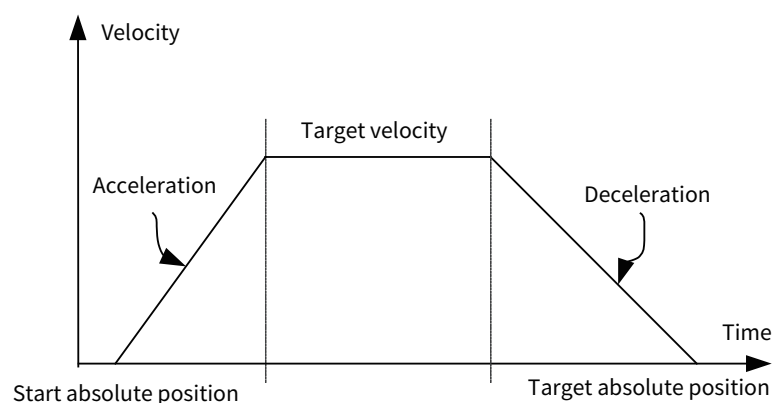 Velocity
Target velocity
Acceleration
Deceleration
Time
Start absolute position
Target absolute position